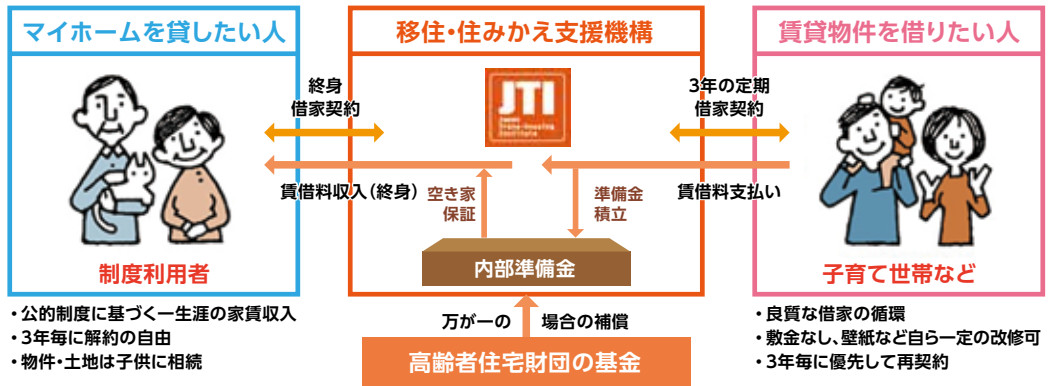 マイホームを貸したい人
移住・住みかえ支援機構
賃貸物件を借りたい人
終身
借家契約
JTI
Japan
Trans-housing
Institute
3年の定期
借家契約
賃借料収入（終身）
空き家
保証
準備金
積立
賃借料支払い
内部準備金
制度利用者
子育て世帯など
・公的制度に基づく一生涯の家賃収入
・3年毎に解約の自由
・物件・土地は子供に相続
万が一の 場合の補償
高齢者住宅財団の基金
・良質な借家の循環
・敷金なし、壁紙など自ら一定の改修可
・3年毎に優先して再契約